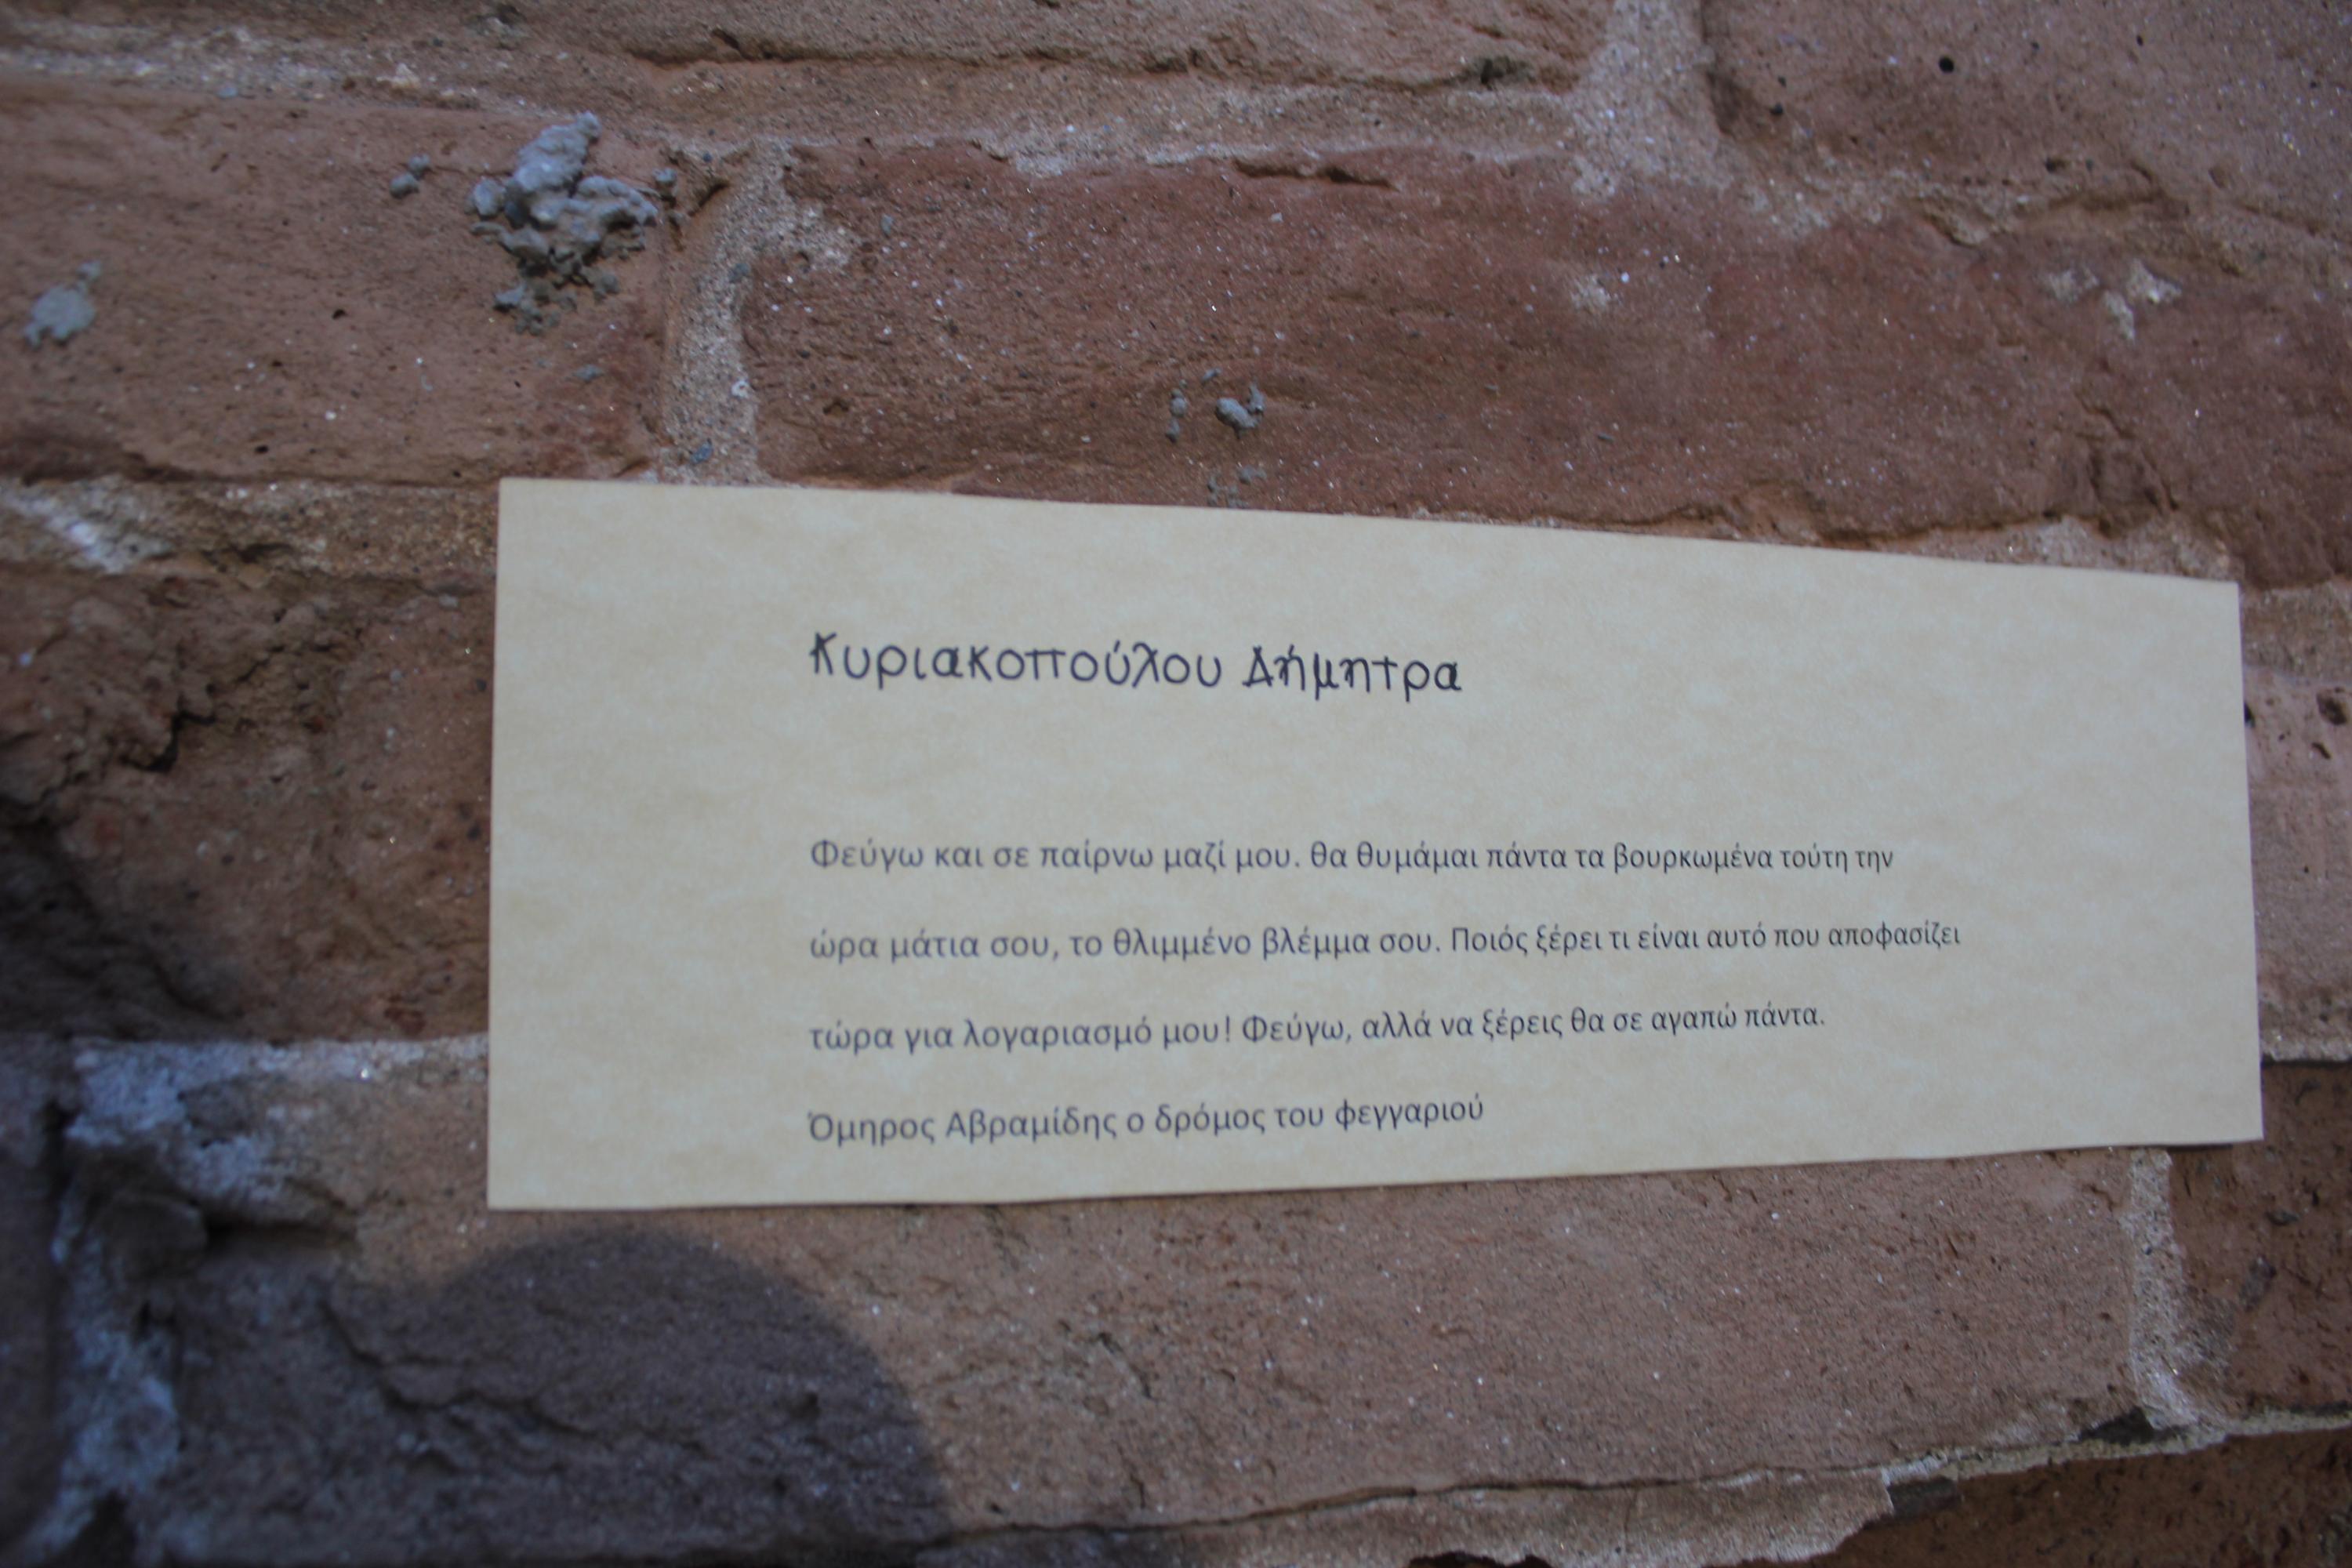 Κυριακοπούλου Δήμητρα
Φεύγω και σε παίρνω μαζί μου. θα θυμάμαι πάντα τα βουρκωμένα τούτη την
ώρα μάτια σου, το θλιμμένο βλέμμα σου. Ποιός ξέρει τι είναι αυτό που αποφασίζει
τώρα για λογαριασμό μου! Φεύγω, αλλά να ξέρεις θα σε αγαπώ πάντα.
Όμηρος Αβραμίδης ο δρόμος του φεγγαριού